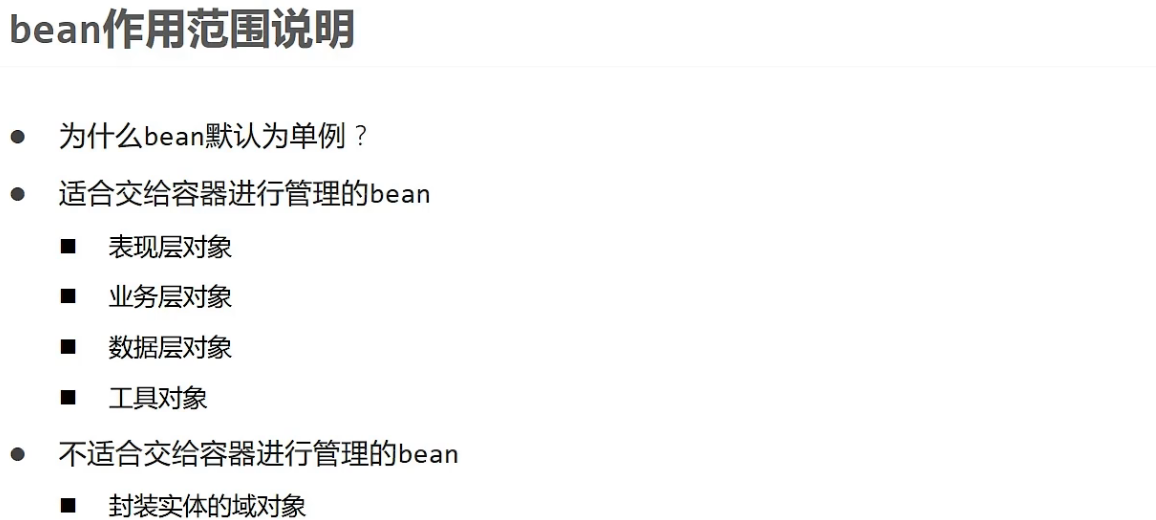 bean作用范围说明
为什么bean默认为单例？
适合交给容器进行管理的bean
表现层对象
业务层对象
数据层对象
工具对象
不适合交给容器进行管理的bean
封装实体的域对象